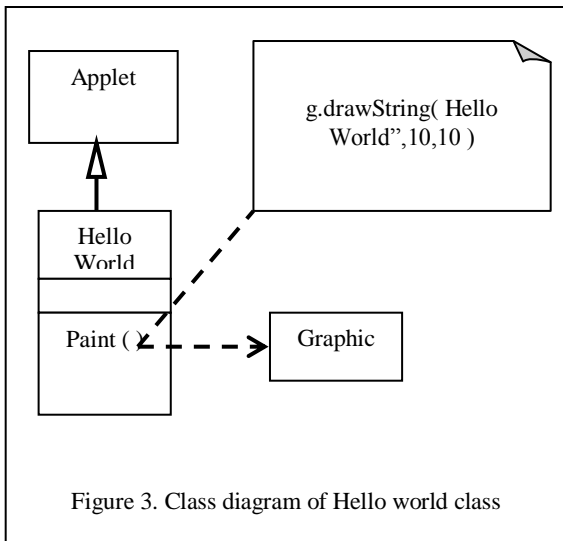 Applet
g.drawString( Hello
World”,10,10 )
Hello
World
Paint ( )
Graphic
Figure 3. Class diagram of Hello world class